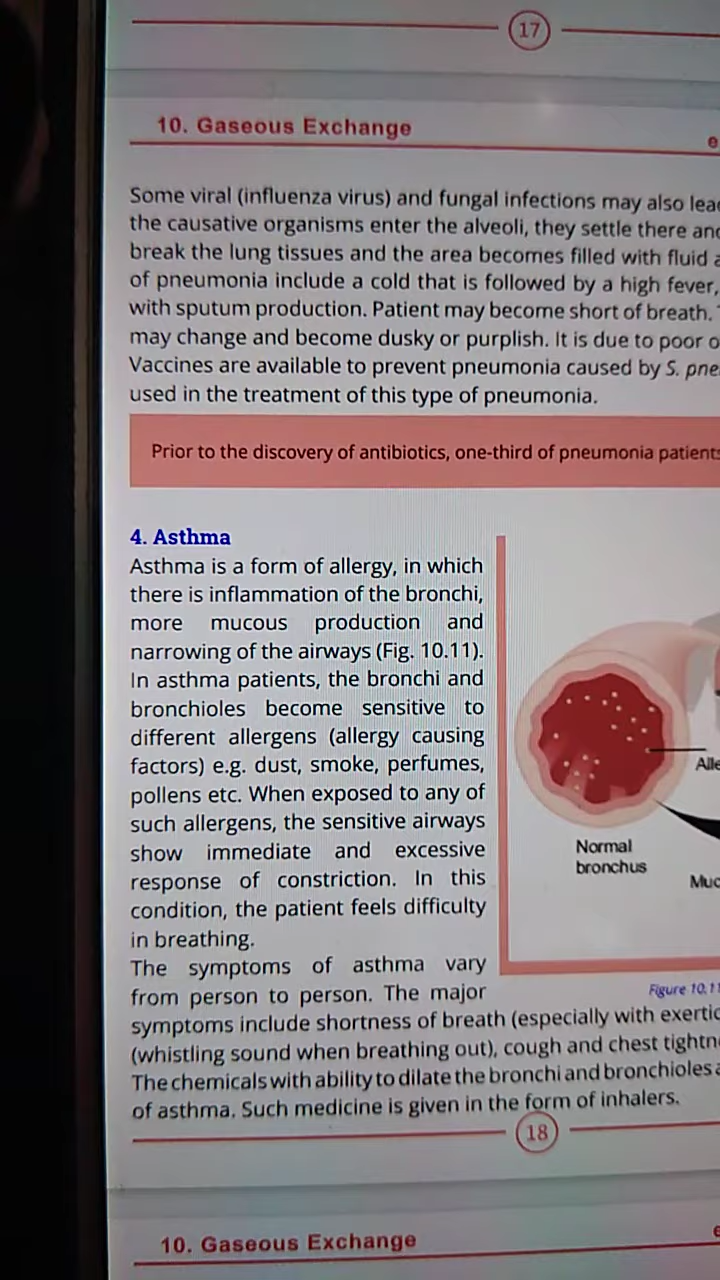 17
10. Gaseous Exchange
Some viral (influenza virus) and fungal infections may also
the causative organisms enter the alveoli, they settle there
break the lung tissues and the area becomes filled with fluid
of pneumonia include a cold that is followed by a high fever,
with sputum production. Patient may become short of breath.
may change and become dusky or purplish. It is due to poor
Vaccines are available to prevent pneumonia caused by S.
used in the treatment of this type of pneumonia.
Prior to the discovery of antibiotics, one-third of pneumonia
4. Asthma
Asthma is a form of allergy, in which
there is inflammation of the bronchi,
more mucous production and
narrowing of the airways (Fig. 10.11).
In asthma patients, the bronchi and
bronchioles become sensitive to
different allergens (allergy causing
factors) e.g. dust, smoke, perfumes,
pollens etc. When exposed to any of
such allergens, the sensitive airways
show immediate and excessive
response of constriction. In this
condition, the patient feels difficulty
in breathing.
Normal
bronchus
Figure 10.11
The symptoms of asthma vary
from person to person. The major
symptoms include shortness of breath (especially with
(whistling sound when breathing out), cough and chest
The chemicals with ability to dilate the bronchi and bronchioles
of asthma. Such medicine is given in the form of inhalers.
18
10. Gaseous Exchange